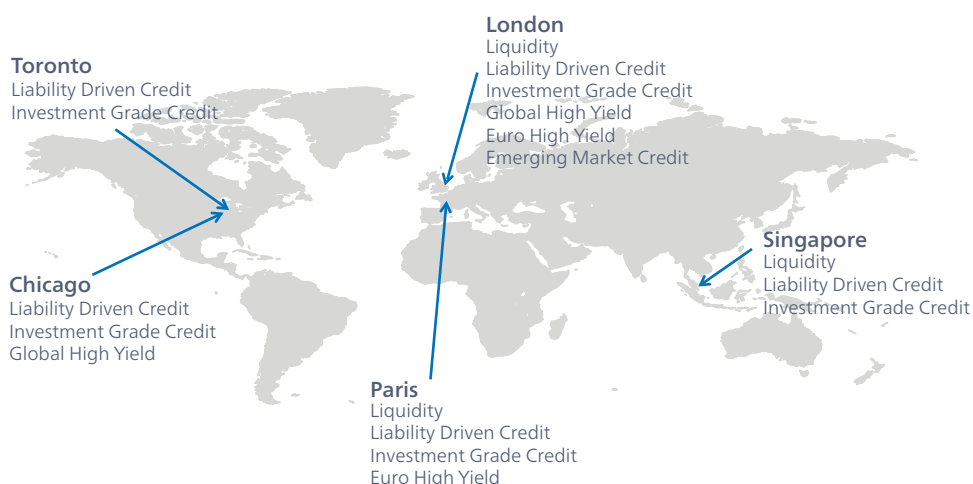 London
Liquidity
Liability Driven Credit
Investment Grade Credit
Global High Yield
Euro High Yield
Emerging Market Credit
Toronto
Liability Driven Credit
Investment Grade Credit
Singapore
Liquidity
Liability Driven Credit
Investment Grade Credit
Chicago
Liability Driven Credit
Investment Grade Credit
Global High Yield
Paris
Liquidity
Liability Driven Credit
Investment Grade Credit
Euro High Yield